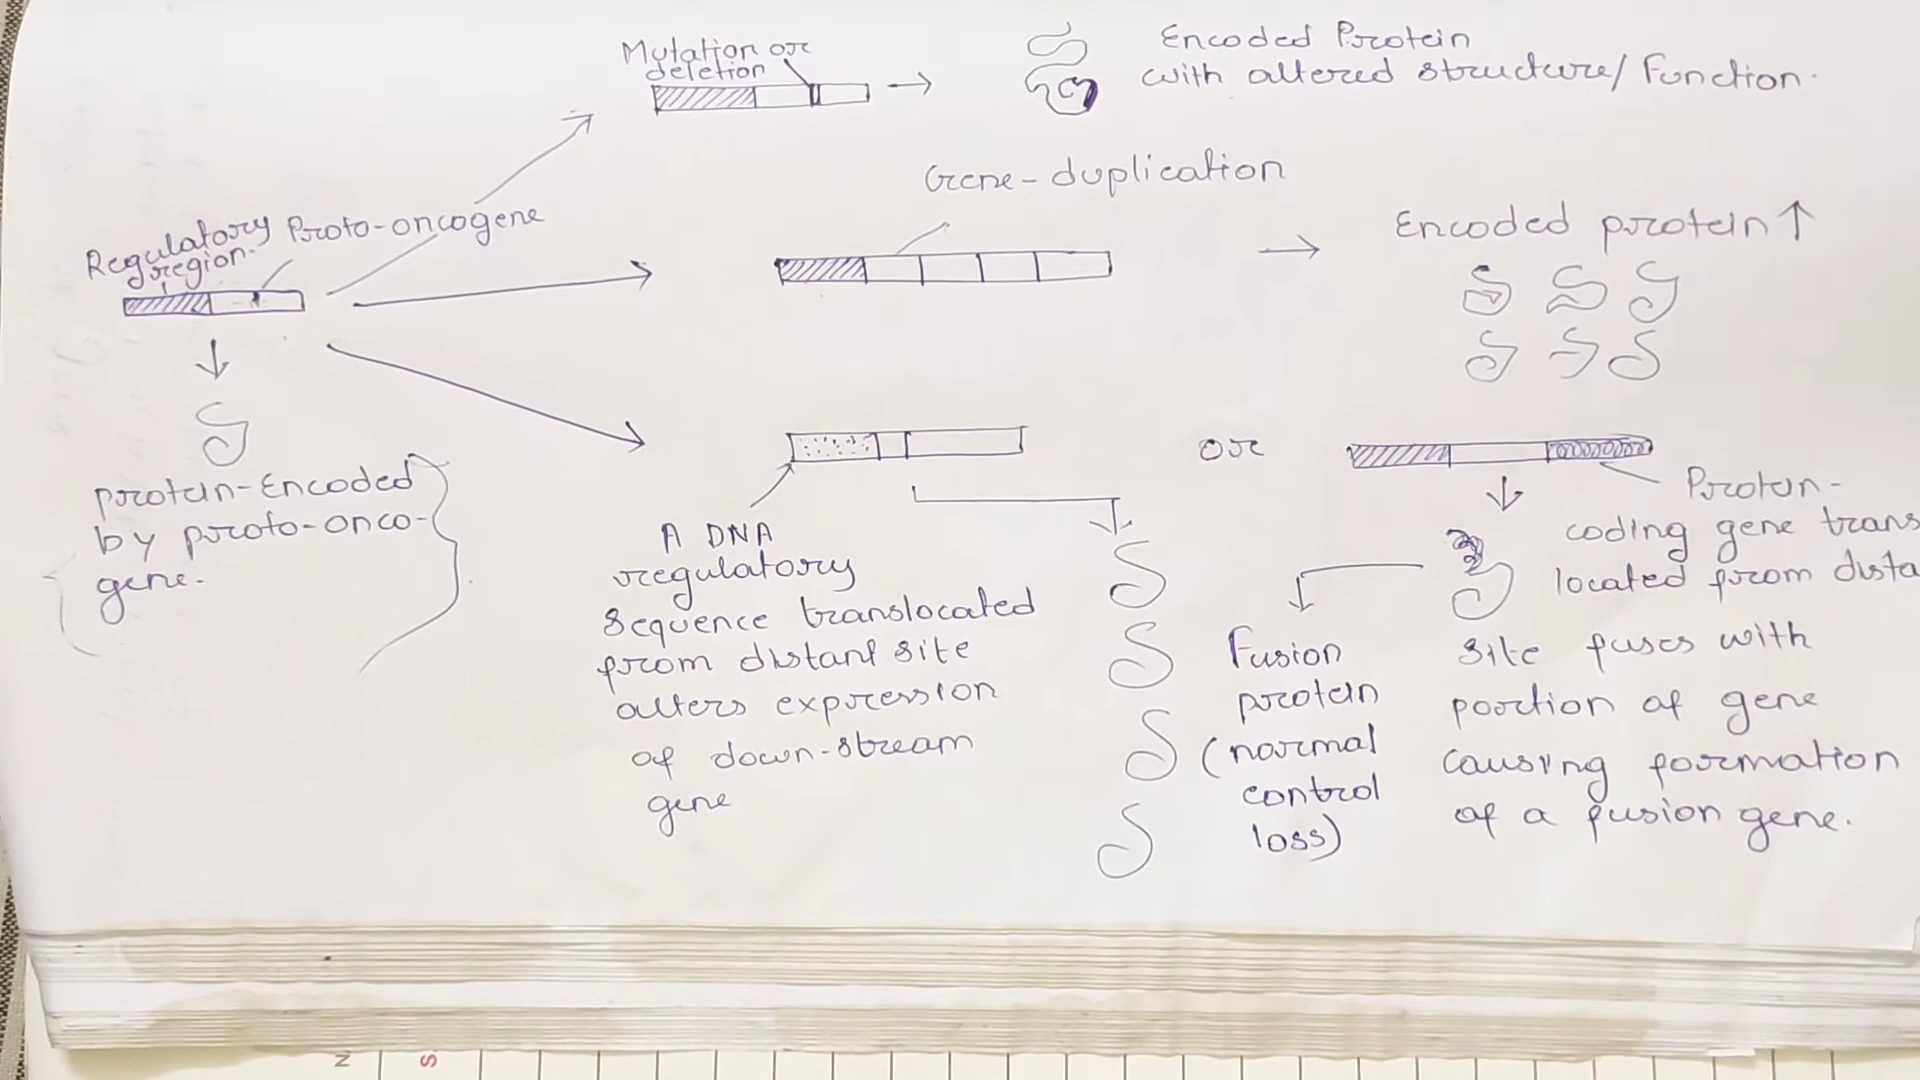 Mutation or
deletion
Encoded Protein
with altered structure/Function.
Gene-duplication
Regulatory
region.
Proto-oncogene
Encoded protein↑
or
protein-Encoded
by proto-onco-
gene.
A DNA
regulatory
sequence translocated
from distant site
alters expression
of down-stream
gene
Fusion
protein
(normal
control
loss)
Protein-
coding gene trans
located from dista
site fuses with
portion of gene
causing formation
of a fusion gene.
N
S